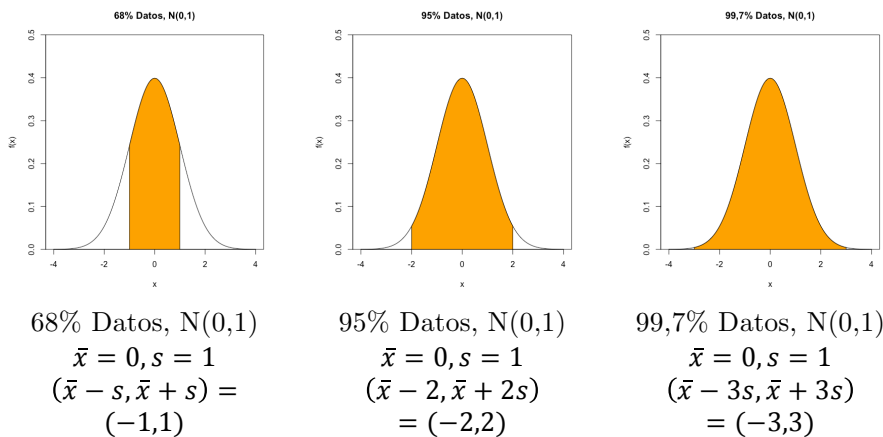 68% Datos, N(0,1)
f(x)
0.5
0.4
0.3
0.2
0.1
0.0
-4 -2 0 2 4
x
68% Datos, N(0,1)
x̄ = 0, s = 1
(x̄ − s, x̄ + s) =
(−1,1)
95% Datos, N(0,1)
f(x)
0.5
0.4
0.3
0.2
0.1
0.0
-4 -2 0 2 4
x
95% Datos, N(0,1)
x̄ = 0, s = 1
(x̄ − 2, x̄ + 2s)
= (−2,2)
99,7% Datos, N(0,1)
f(x)
0.5
0.4
0.3
0.2
0.1
0.0
-4 -2 0 2 4
x
99,7% Datos, N(0,1)
x̄ = 0, s = 1
(x̄ − 3s, x̄ + 3s)
= (−3,3)